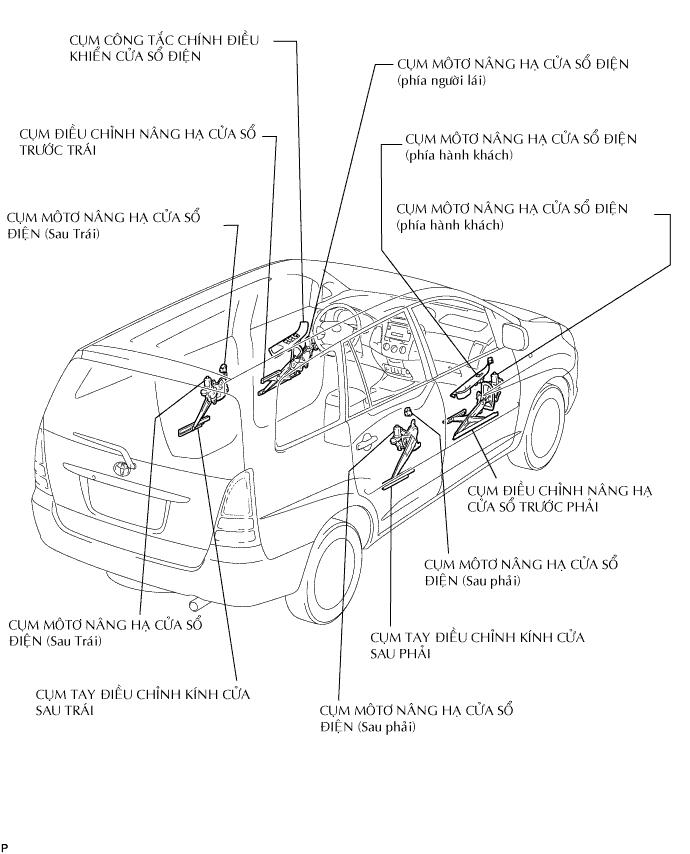 CỤM CÔNG TẮC CHÍNH ĐIỀU
KHIỂN CỬA SỔ ĐIỆN
CỤM MÔTƠ NÂNG HẠ CỬA SỔ ĐIỆN
(phía người lái)
CỤM ĐIỀU CHỈNH NÂNG HẠ CỬA SỔ
TRƯỚC TRÁI
CỤM MÔTƠ NÂNG HẠ CỬA SỔ ĐIỆN
(phía hành khách)
CỤM MÔTƠ NÂNG HẠ CỬA SỔ
ĐIỆN (Sau Trái)
CỤM MÔTƠ NÂNG HẠ CỬA SỔ ĐIỆN
(phía hành khách)
CỤM ĐIỀU CHỈNH NÂNG HẠ
CỬA SỔ TRƯỚC PHẢI
CỤM MÔTƠ NÂNG HẠ CỬA SỔ
ĐIỆN (Sau phải)
CỤM MÔTƠ NÂNG HẠ CỬA SỔ
ĐIỆN (Sau Trái)
CỤM TAY ĐIỀU CHỈNH KÍNH CỬA
SAU PHẢI
CỤM TAY ĐIỀU CHỈNH KÍNH CỬA
SAU TRÁI
CỤM MÔTƠ NÂNG HẠ CỬA SỔ
ĐIỆN (Sau phải)
P